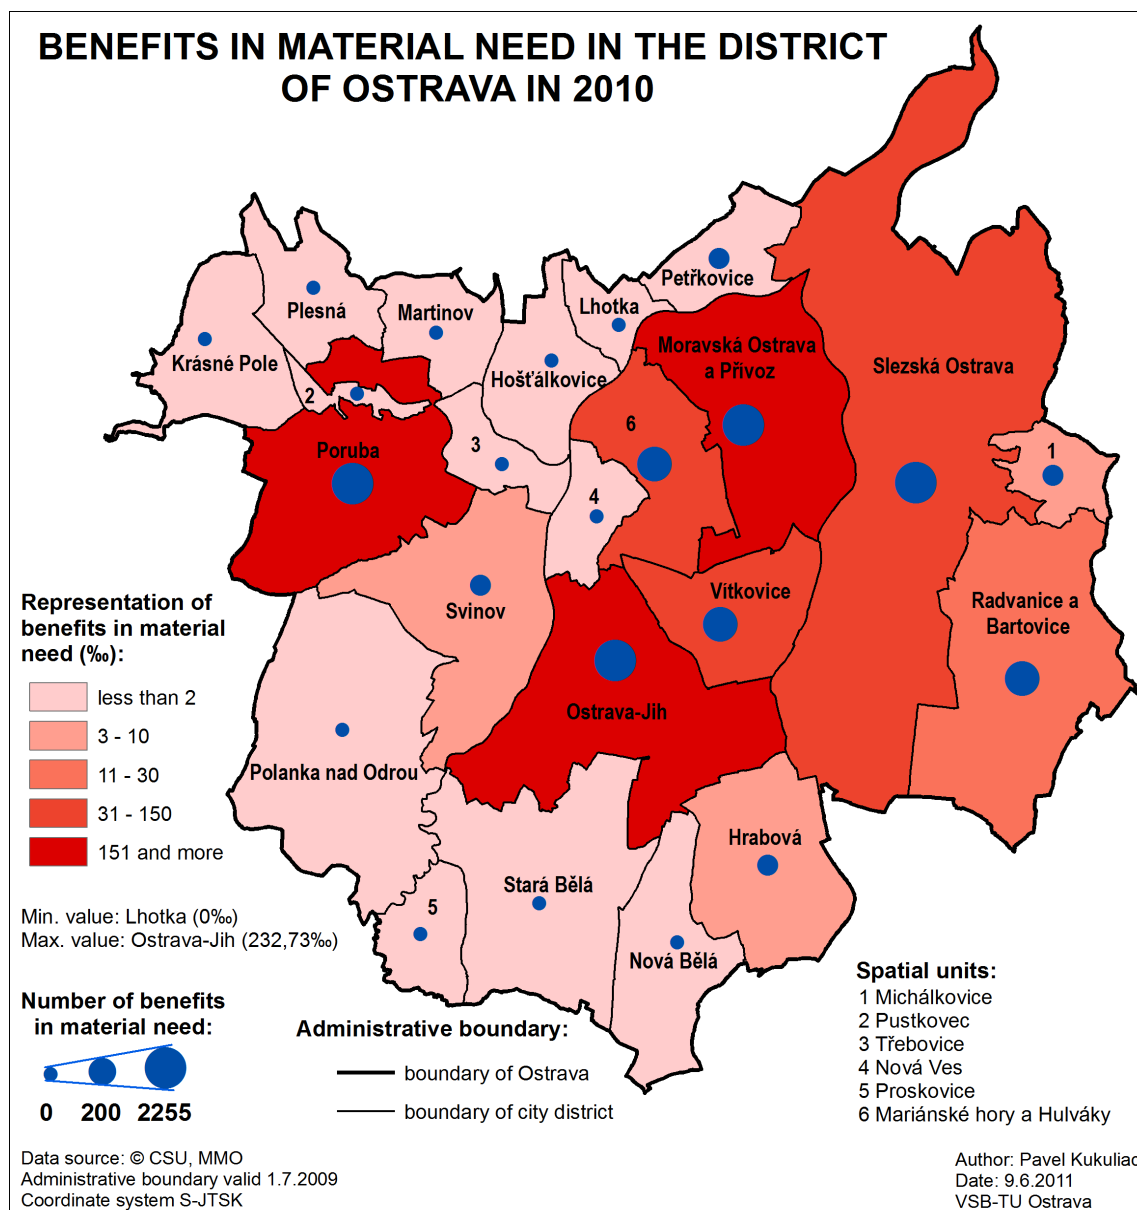 BENEFITS IN MATERIAL NEED IN THE DISTRICT
OF OSTRAVA IN 2010
Petřkovice
Plesná
Martinov
Lhotka
Krásné Pole
Hošťálkovice
Moravská Ostrava
a Přívoz
Slezská Ostrava
2
6
3
1
Poruba
4
Svinov
Vítkovice
Radvanice a
Bartovice
Ostrava-Jih
Polanka nad Odrou
Hrabová
Stará Bělá
5
Nová Bělá
Representation of
benefits in material
need (‰):
less than 2
3 - 10
11 - 30
31 - 150
151 and more
Min. value: Lhotka (0‰)
Max. value: Ostrava-Jih (232,73‰)
Number of benefits
in material need:
0 200 2255
Administrative boundary:
boundary of Ostrava
boundary of city district
Spatial units:
1 Michálkovice
2 Pustkovec
3 Třebovice
4 Nová Ves
5 Proskovice
6 Mariánské hory a Hulváky
Data source: © CSU, MMO
Administrative boundary valid 1.7.2009
Coordinate system S-JTSK
Author: Pavel Kukuliac
Date: 9.6.2011
VSB-TU Ostrava